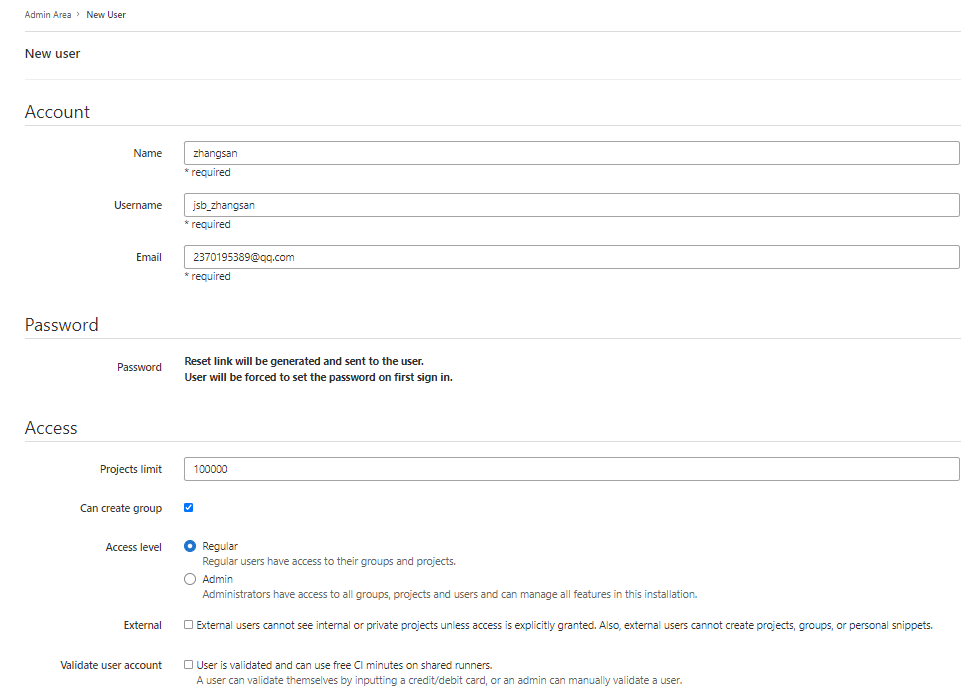 Admin Area › New User
New user
Account
Name
zhangsan
* required
Username
jsb_zhangsan
* required
Email
2370195389@qq.com
* required
Password
Password
Reset link will be generated and sent to the user.
User will be forced to set the password on first sign in.
Access
Projects limit
100000
Can create group
Access level
Regular
Regular users have access to their groups and projects.
Admin
Administrators have access to all groups, projects and users and can manage all features in this installation.
External
External users cannot see internal or private projects unless access is explicitly granted. Also, external users cannot create projects, groups, or personal snippets.
Validate user account
User is validated and can use free CI minutes on shared runners.
A user can validate themselves by inputting a credit/debit card, or an admin can manually validate a user.